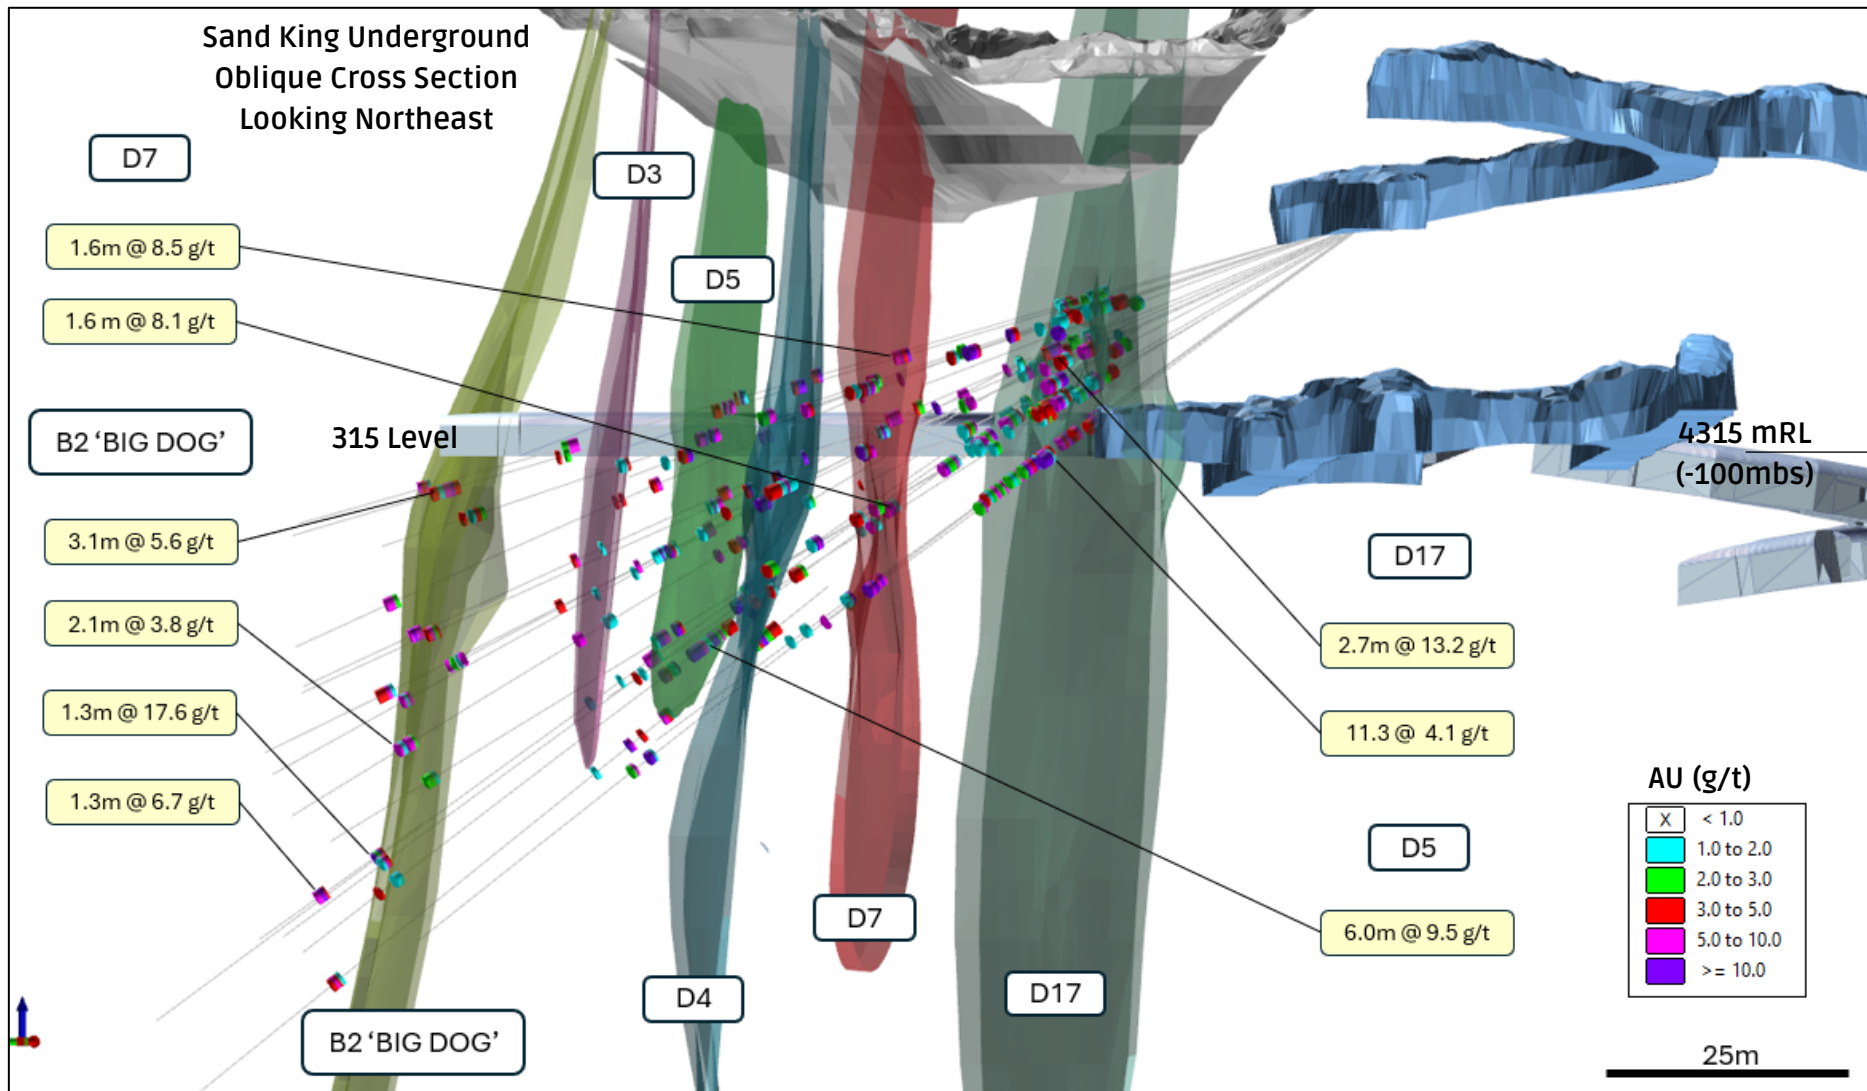 Sand King Underground
Oblique Cross Section
Looking Northeast
D7
D3
1.6m @ 8.5 g/t
D5
1.6 m @ 8.1 g/t
B2 ‘BIG DOG’
315 Level
4315 mRL
(-100mbs)
3.1m @ 5.6 g/t
D17
2.1m @ 3.8 g/t
2.7m @ 13.2 g/t
1.3m @ 17.6 g/t
11.3 @ 4.1 g/t
1.3m @ 6.7 g/t
D5
D7
6.0m @ 9.5 g/t
D4
D17
B2 ‘BIG DOG’
AU (g/t)
X < 1.0
1.0 to 2.0
2.0 to 3.0
3.0 to 5.0
5.0 to 10.0
>= 10.0
25m